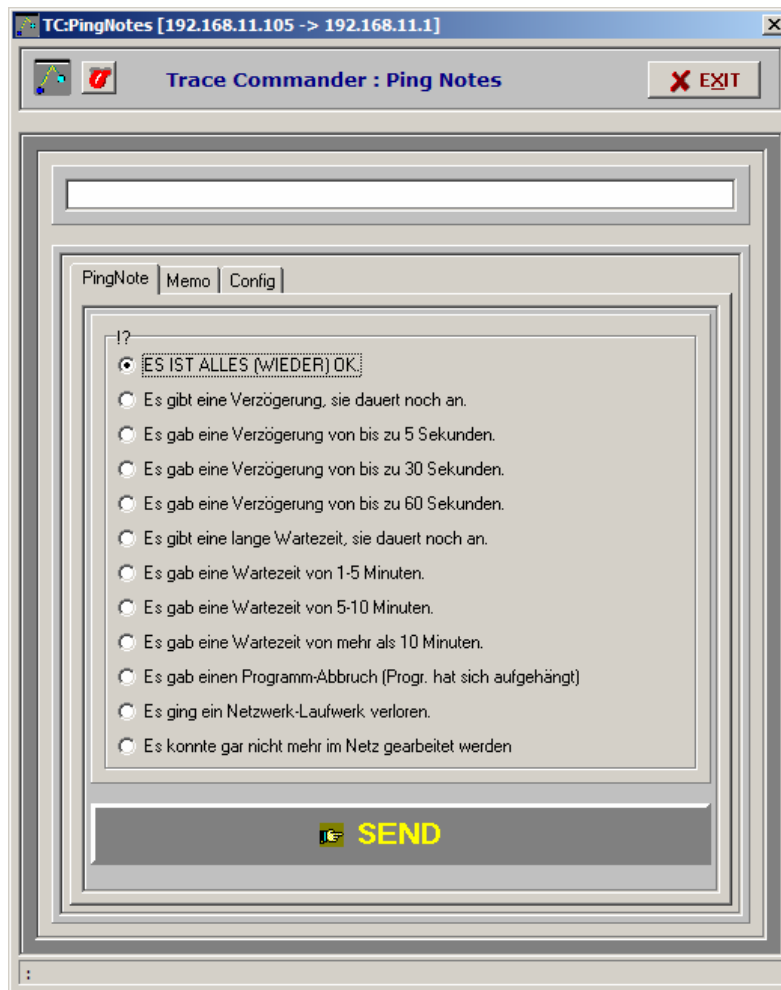 TC:PingNotes [192.168.11.105 -> 192.168.11.1]
Trace Commander : Ping Notes
EXIT
PingNote Memo Config
!?
ES IST ALLES (WIEDER) OK.
Es gibt eine Verzögerung, sie dauert noch an.
Es gab eine Verzögerung von bis zu 5 Sekunden.
Es gab eine Verzögerung von bis zu 30 Sekunden.
Es gab eine Verzögerung von bis zu 60 Sekunden.
Es gibt eine lange Wartezeit, sie dauert noch an.
Es gab eine Wartezeit von 1-5 Minuten.
Es gab eine Wartezeit von 5-10 Minuten.
Es gab eine Wartezeit von mehr als 10 Minuten.
Es gab einen Programm-Abbruch (Progr. hat sich aufgehängt)
Es ging ein Netzwerk-Laufwerk verloren.
Es konnte gar nicht mehr im Netz gearbeitet werden
SEND
: